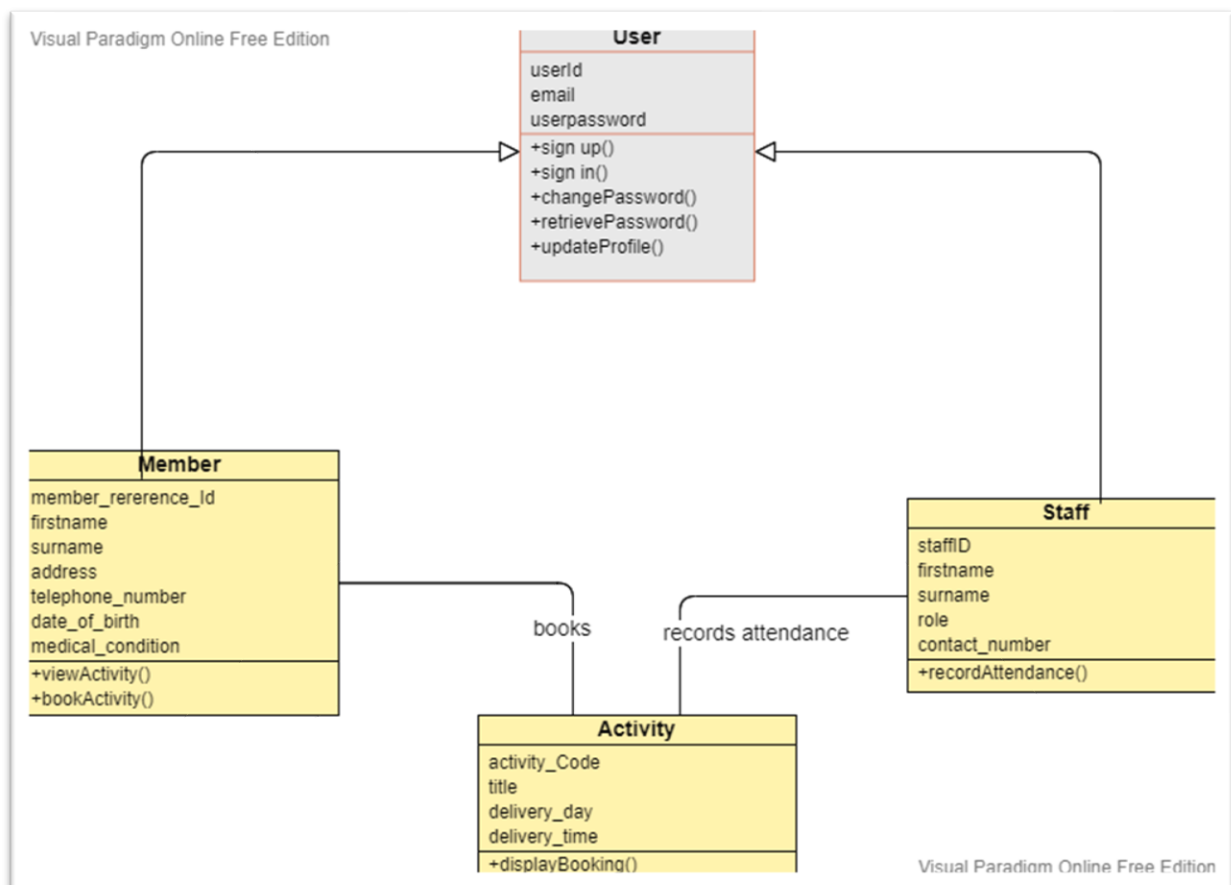 Visual Paradigm Online Free Edition
User
userId
email
userpassword
+sign up()
+sign in()
+changePassword()
+retrievePassword()
+updateProfile()
Member
member_rererence_Id
firstname
surname
address
telephone_number
date_of_birth
medical_condition
+viewActivity()
+bookActivity()
Staff
staffID
firstname
surname
role
contact_number
+recordAttendance()
books
records attendance
Activity
activity_Code
title
delivery_day
delivery_time
+displayBooking()
Visual Paradigm Online Free Edition